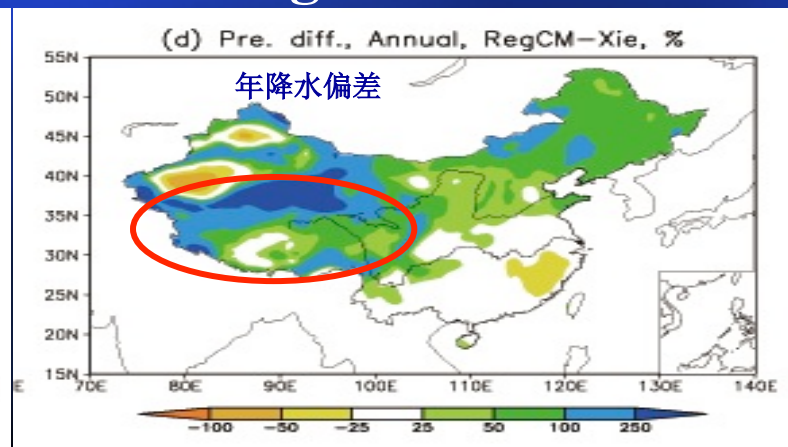 (d) Pre. diff., Annual, RegCM-Xie, %
年降水偏差
55N
50N
45N
40N
35N
30N
25N
20N
15N
E 70E 80E 90E 100E 110E 120E 130E 140E
-100 -50 -25 25 50 100 250